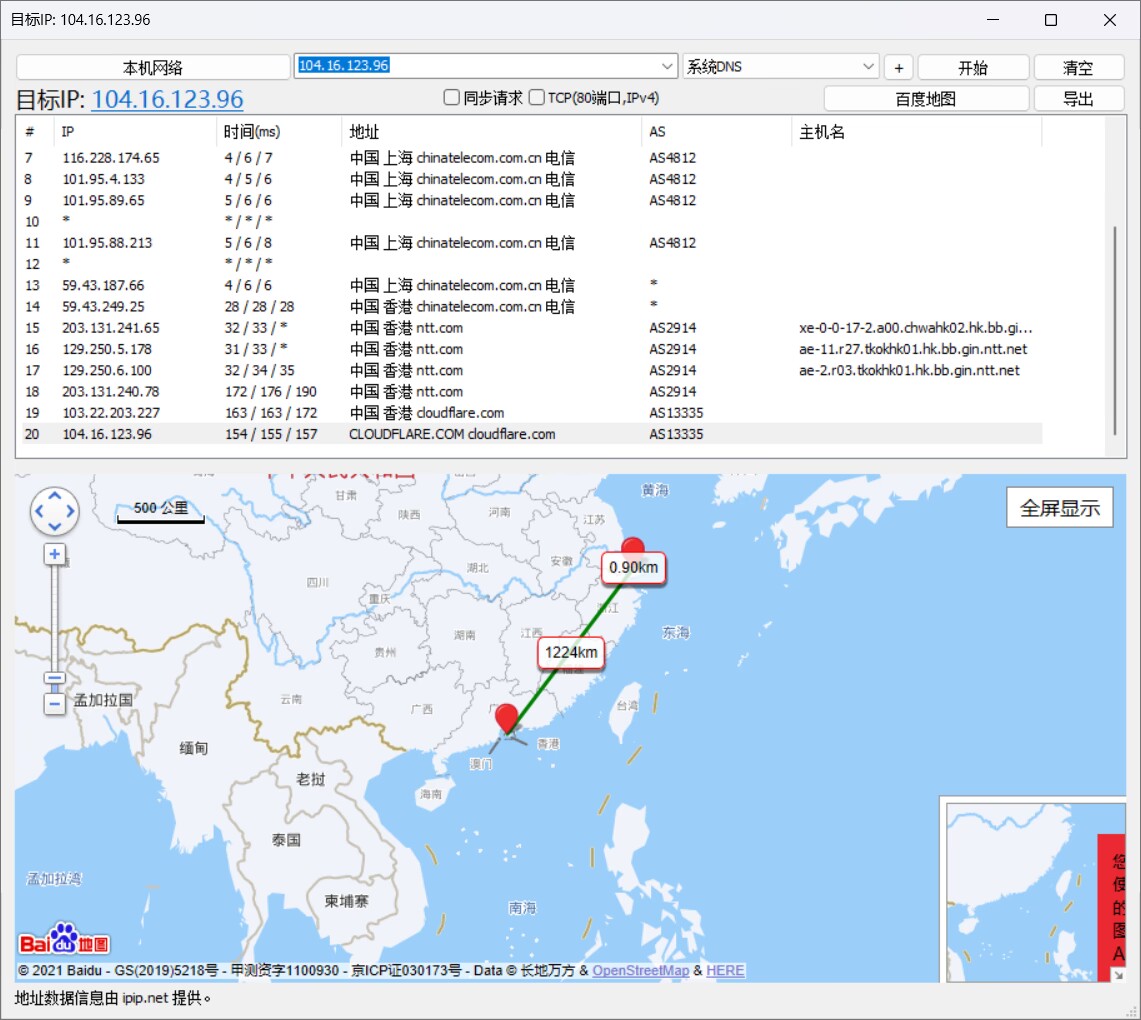 目标IP: 104.16.123.96
本机网络 104.16.123.96 系统DNS + 开始 清空
目标IP: 104.16.123.96 同步请求 TCP(80端口,IPv4) 百度地图 导出
# IP 时间(ms) 地址 AS 主机名
7 116.228.174.65 4 / 6 / 7 中国 上海 chinatelecom.com.cn 电信 AS4812
8 101.95.4.133 4 / 5 / 6 中国 上海 chinatelecom.com.cn 电信 AS4812
9 101.95.89.65 5 / 6 / 6 中国 上海 chinatelecom.com.cn 电信 AS4812
10 * * / * / *
11 101.95.88.213 5 / 6 / 8 中国 上海 chinatelecom.com.cn 电信 AS4812
12 * * / * / *
13 59.43.187.66 4 / 6 / 6 中国 上海 chinatelecom.com.cn 电信 *
14 59.43.249.25 28 / 28 / 28 中国 香港 chinatelecom.com.cn 电信 *
15 203.131.241.65 32 / 33 / * 中国 香港 ntt.com AS2914 xe-0-0-17-2.a00.chwahk02.hk.bb.gi...
16 129.250.5.178 31 / 33 / * 中国 香港 ntt.com AS2914 ae-11.r27.tkokhk01.hk.bb.gin.ntt.net
17 129.250.6.100 32 / 34 / 35 中国 香港 ntt.com AS2914 ae-2.r03.tkokhk01.hk.bb.gin.ntt.net
18 203.131.240.78 172 / 176 / 190 中国 香港 ntt.com AS2914
19 103.22.203.227 163 / 163 / 172 中国 香港 cloudflare.com AS13335
20 104.16.123.96 154 / 155 / 157 CLOUDFLARE.COM cloudflare.com AS13335
黄海
甘肃
500 公里
陕西
河南
江苏
全屏显示
安徽
0.90km
湖北
四川
重庆
江西
湖南
东海
1224km
贵州
云南
广西
台湾
孟加拉国
香港
缅甸
澳门
老挝
海南
泰国
孟加拉湾
柬埔寨
南海
您
使
的
图
A
Bai du 地图
© 2021 Baidu - GS(2019)5218号 - 甲测资字1100930 - 京ICP证030173号 - Data © 长地万方 & OpenStreetMap & HERE
地址数据信息由 ipip.net 提供。